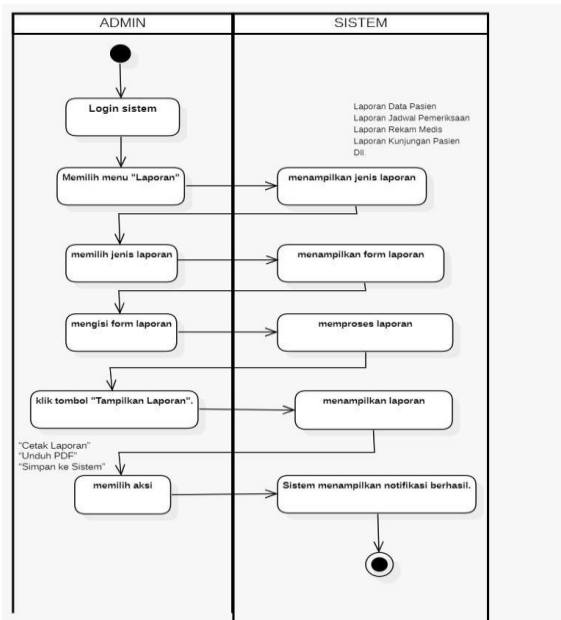 ADMIN
SISTEM
Login sistem
Laporan Data Pasien
Laporan Jadwal Pemeriksaan
Laporan Rekam Medis
Laporan Kunjungan Pasien
Dll.
Memilih menu "Laporan"
menampilkan jenis laporan
memilih jenis laporan
menampilkan form laporan
mengisi form laporan
memproses laporan
klik tombol "Tampilkan Laporan".
menampilkan laporan
“Cetak Laporan”
“Unduh PDF”
“Simpan ke Sistem”
memilih aksi
Sistem menampilkan notifikasi berhasil.